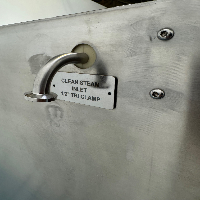 CLEAN STEAM
INLET
1/2" TRI CLAMP